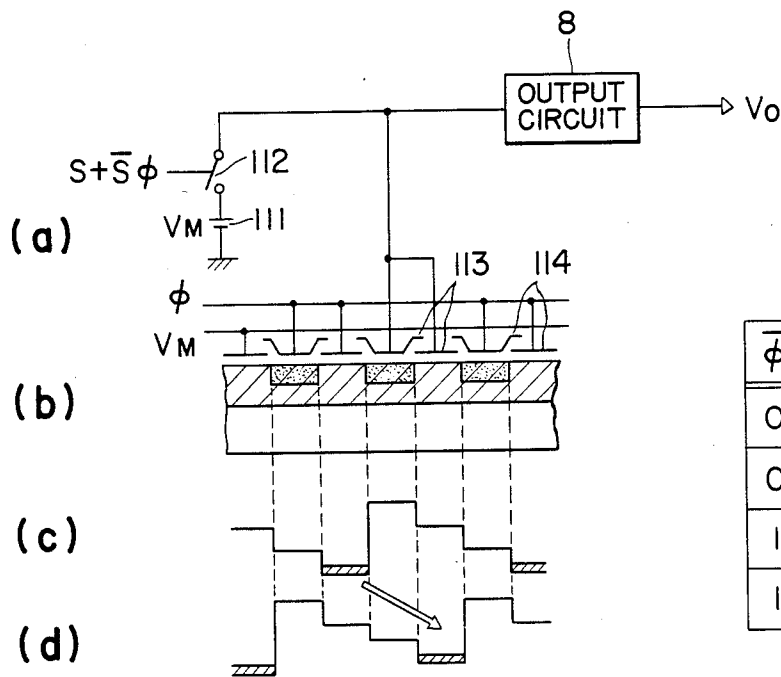 8
OUTPUT
CIRCUIT
Vo
S+S̅φ
112
VM
111
(a)
113
114
φ
VM
(b)
(c)
(d)
φ̅
0
0
1
1